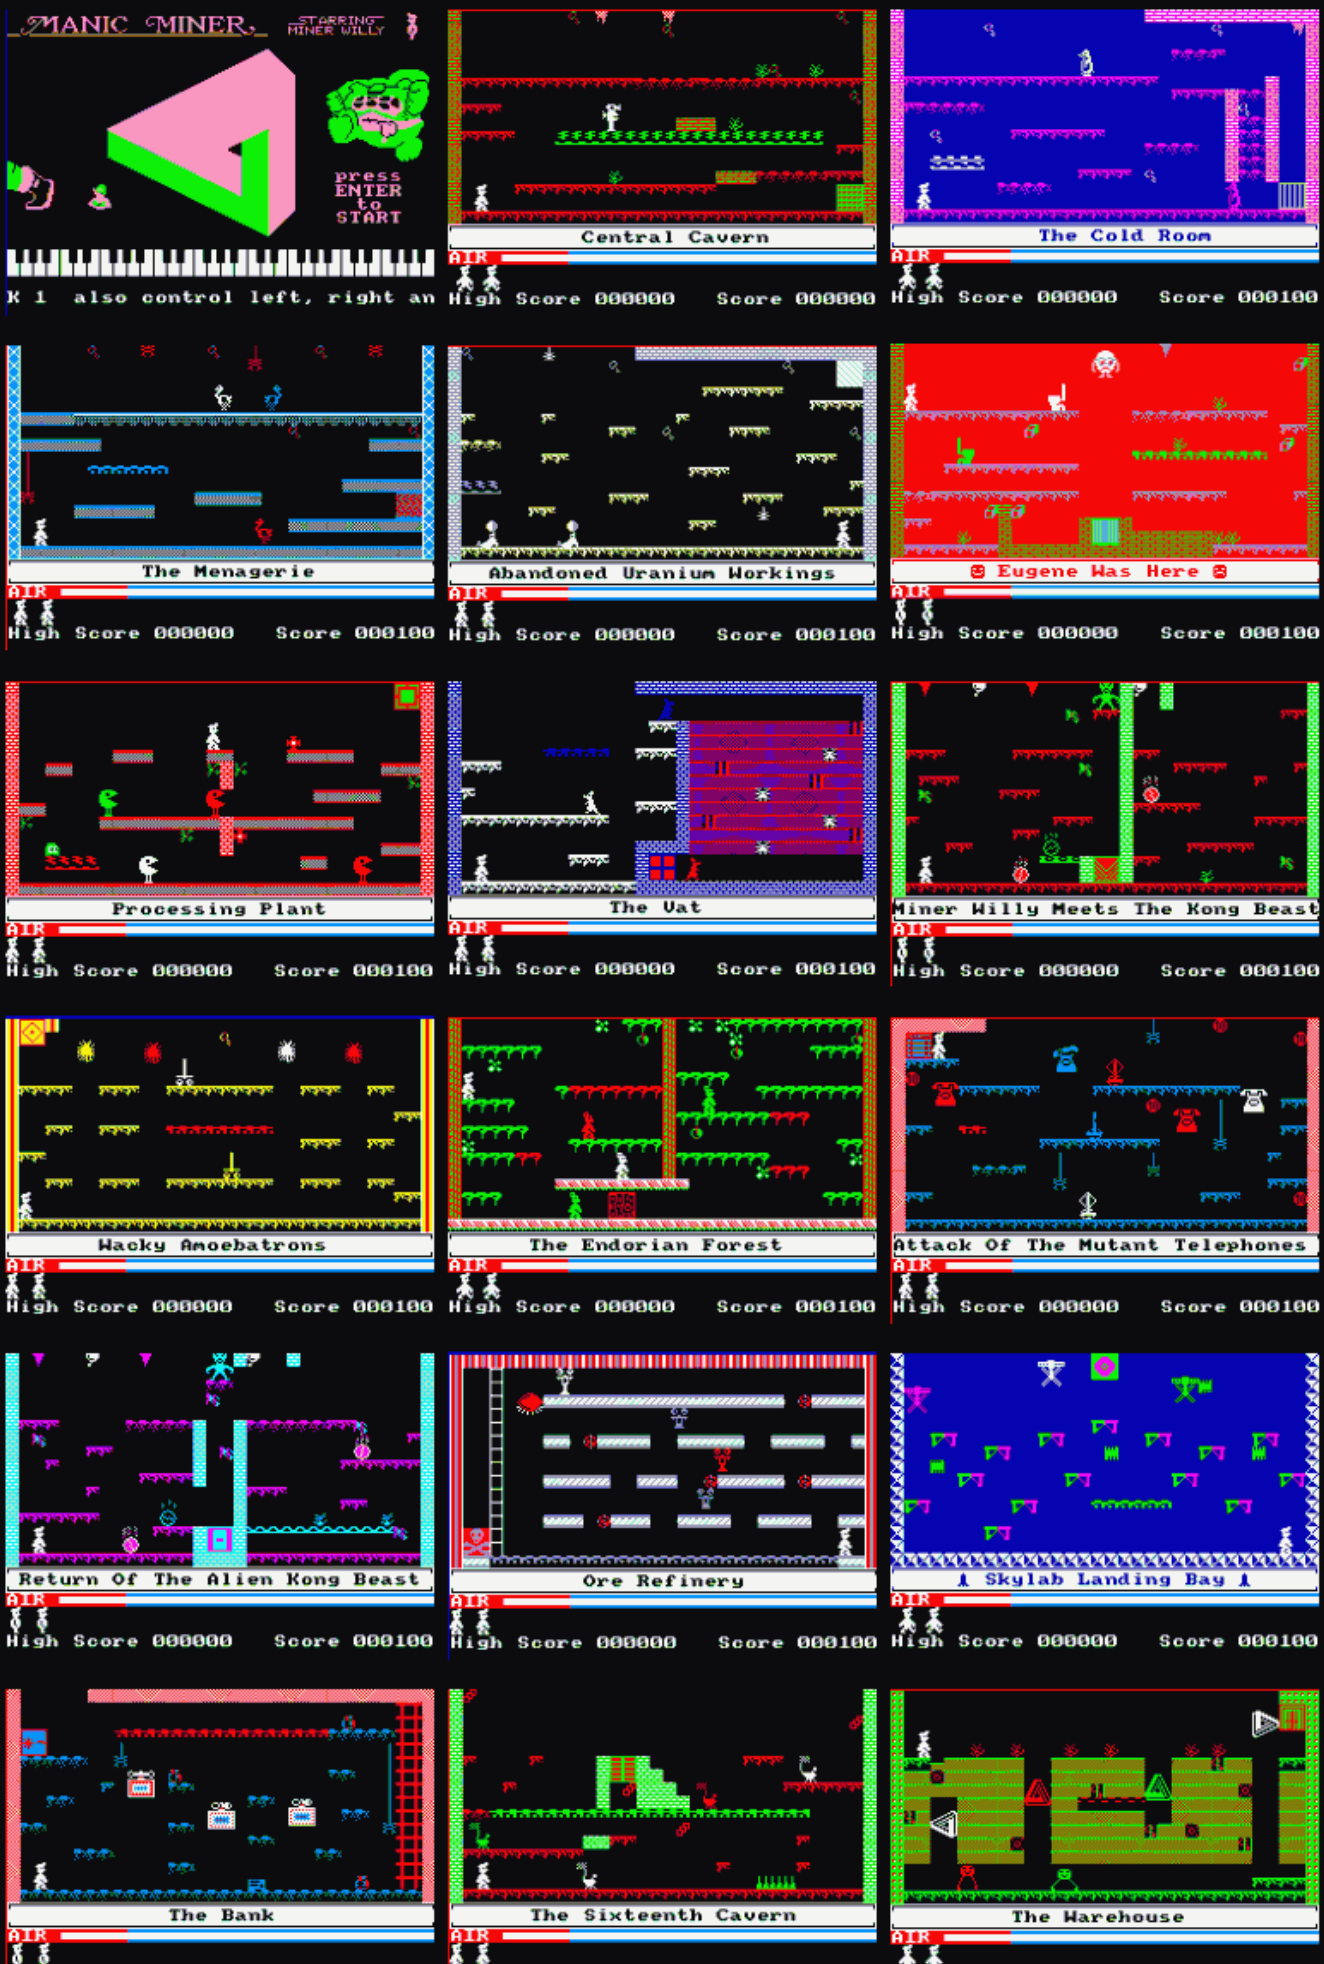 MANIC MINER
STARRING
MINER WILLY
press
ENTER
to
START
K 1 also control left, right an
Central Cavern
AIR
High Score 000000 Score 000000
The Cold Room
AIR
High Score 000000 Score 000100
The Menagerie
AIR
High Score 000000 Score 000100
Abandoned Uranium Workings
AIR
High Score 000000 Score 000100
Eugene Was Here
AIR
High Score 000000 Score 000100
Processing Plant
AIR
High Score 000000 Score 000100
The Vat
AIR
High Score 000000 Score 000100
Miner Willy Meets The Kong Beast
AIR
High Score 000000 Score 000100
Wacky Amoebatrons
AIR
High Score 000000 Score 000100
The Endorian Forest
AIR
High Score 000000 Score 000100
Attack Of The Mutant Telephones
AIR
High Score 000000 Score 000100
Return Of The Alien Kong Beast
AIR
High Score 000000 Score 000100
Ore Refinery
AIR
High Score 000000 Score 000100
Skylab Landing Bay
AIR
High Score 000000 Score 000100
The Bank
AIR
The Sixteenth Cavern
AIR
The Warehouse
AIR